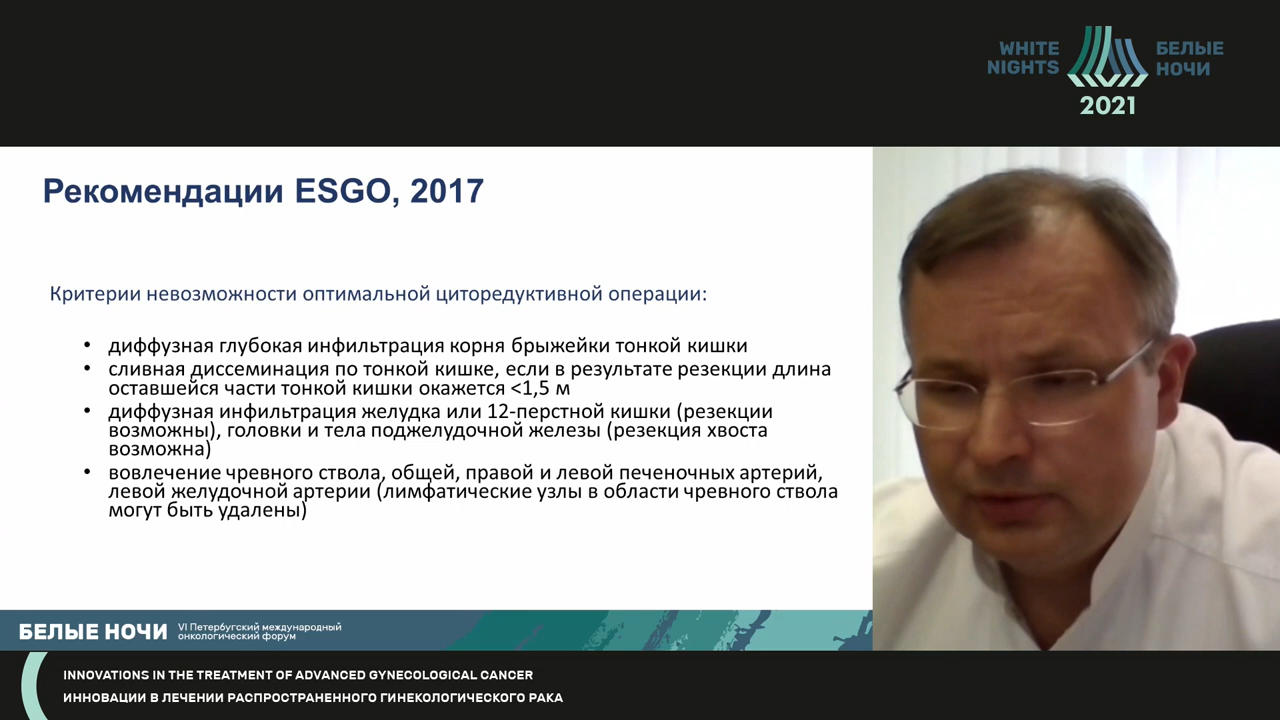 WHITE
NIGHTS
БЕЛЫЕ
НОЧИ
2021
Рекомендации ESGO, 2017
Критерии невозможности оптимальной циторедуктивной операции:
• диффузная глубокая инфильтрация корня брыжейки тонкой кишки
• сливная диссеминация по тонкой кишке, если в результате резекции длина
оставшейся части тонкой кишки окажется <1,5 м
• диффузная инфильтрация желудка или 12-перстной кишки (резекции
возможны), головки и тела поджелудочной железы (резекция хвоста
возможна)
• вовлечение чревного ствола, общей, правой и левой печеночных артерий,
левой желудочной артерии (лимфатические узлы в области чревного ствола
могут быть удалены)
БЕЛЫЕ НОЧИ
VI Петербургский международный
онкологический форум
INNOVATIONS IN THE TREATMENT OF ADVANCED GYNECOLOGICAL CANCER
ИННОВАЦИИ В ЛЕЧЕНИИ РАСПРОСТРАНЕННОГО ГИНЕКОЛОГИЧЕСКОГО РАКА